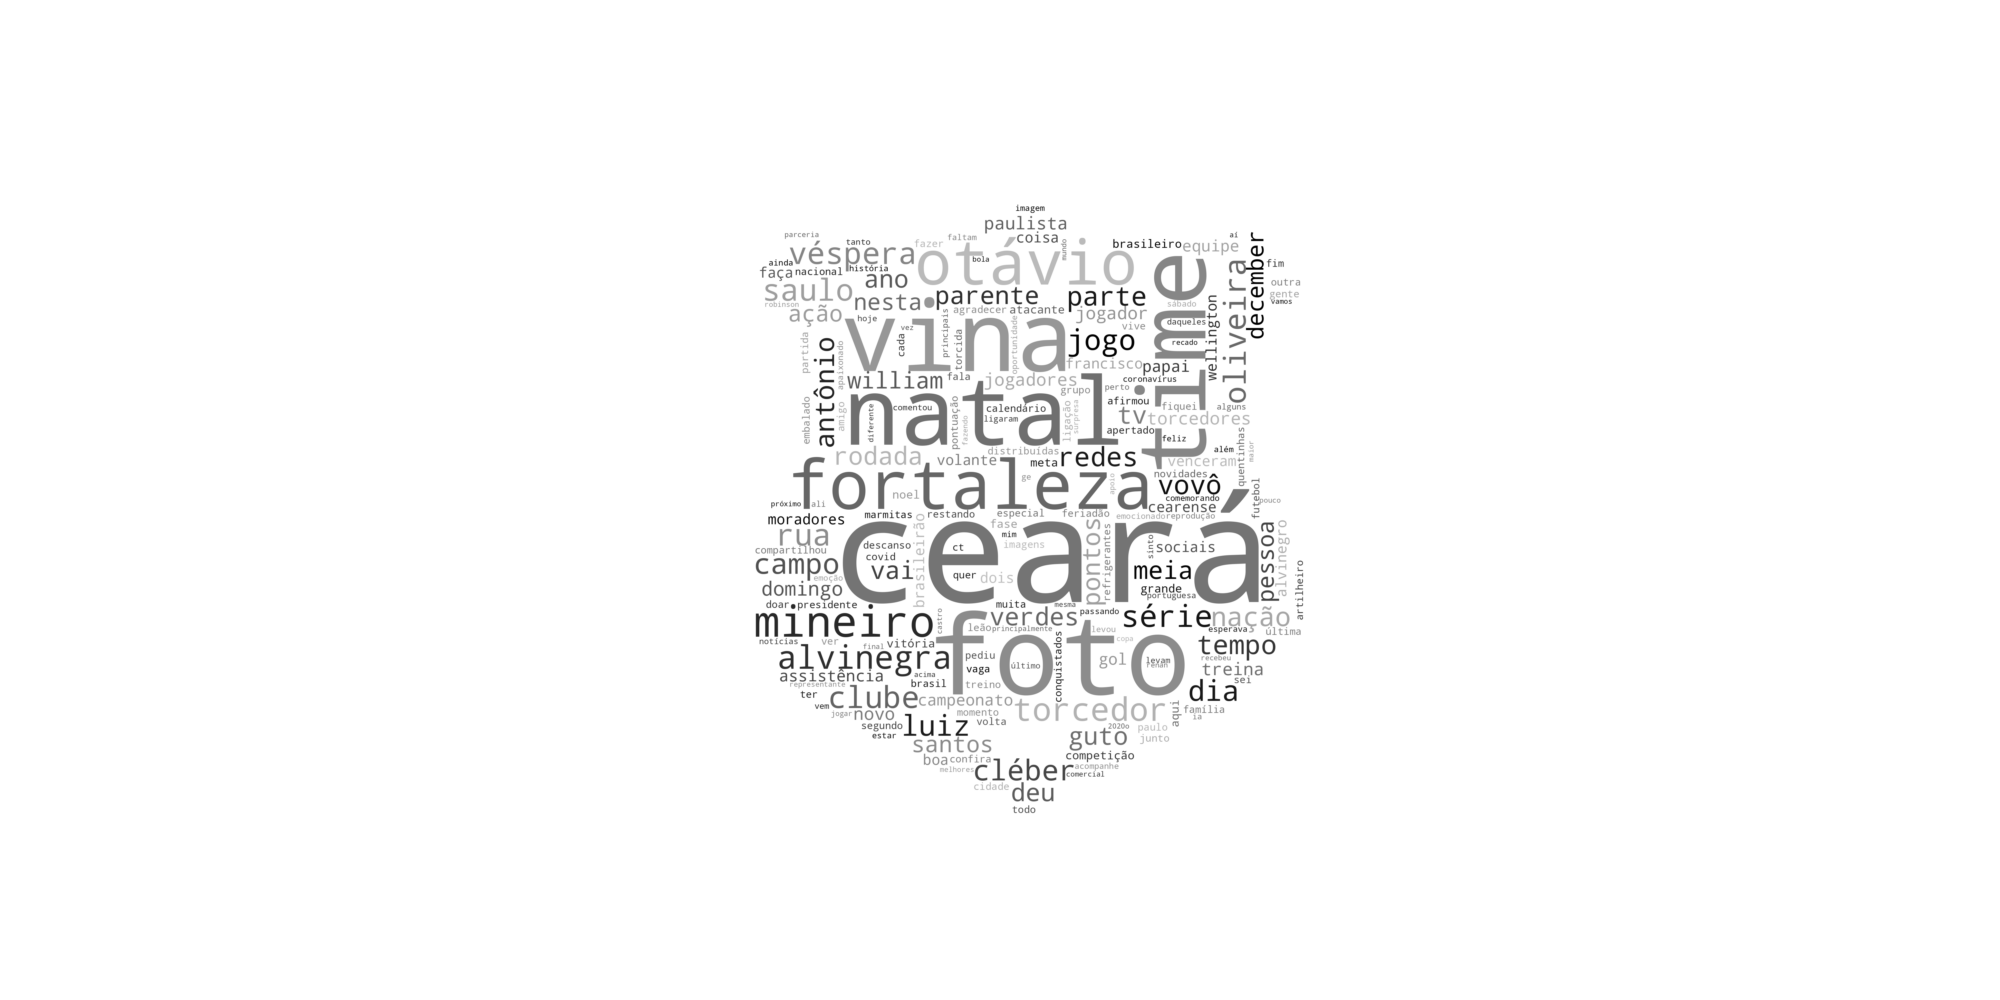 imagem
paulista
parceria
tanto
faltam
coisa
mundo
aí
december
véspera
fazer
otávio
brasileiro
equipe
ainda
faça
nacional
história
bola
time
oliveira
fim
saulo
ano
outra
robinson
nesta
parente
parte
sábado
gente
vamos
ação
hoje
agradecer
atacante
jogador
vive
daqueles
wellington
partida
apaixonado
antônio
vina
vez
cada
principais
torcida
oportunidade
jogo
recado
francisco
papai
william
fala
jogadores
grupo
perto
coronavírus
natal
embalado
amigo
diferente
comentou
pontuação
fazendo
calendário
ligaram
ligação
surpresa
afirmou
fiquei
alguns
tv
torcedores
apertado
feliz
além
quentinhas
maior
rodada
volante
distribuídas
meta
redes
venceram
fortaleza
ge
apoio
novidades
vovô
comemorando
futebol
pouco
noel
próximo
ali
cearense
moradores
marmitas
restando
especial
feriadão
emocionado
reprodução
rua
brasileirão
fase
mim
pontos
refrigerantes
pessoa
alvinegro
ceará
compartilhou
descanso
covid
ct
imagens
sinto
sociais
campo
emoção
vai
quer
dois
meia
artilheiro
domingo
grande
portuguesa
doar
presidente
muita
mesma
passando
mineiro
castro
verdes
série
nação
leão
principalmente
levou
copa
esperava
última
notícias
ver
final
vitória
foto
tempo
alvinegra
pediu
conquistados
gol
levam
renan
recebeu
vaga
último
treina
assistência
acima
sei
representante
brasil
treino
dia
ter
clube
campeonato
vem
jogar
novo
momento
torcedor
aqui
família
ia
segundo
luiz
volta
2020o
paulo
estar
santos
guto
junto
boa
confira
competição
melhores
cléber
acompanhe
comercial
cidade
deu
todo